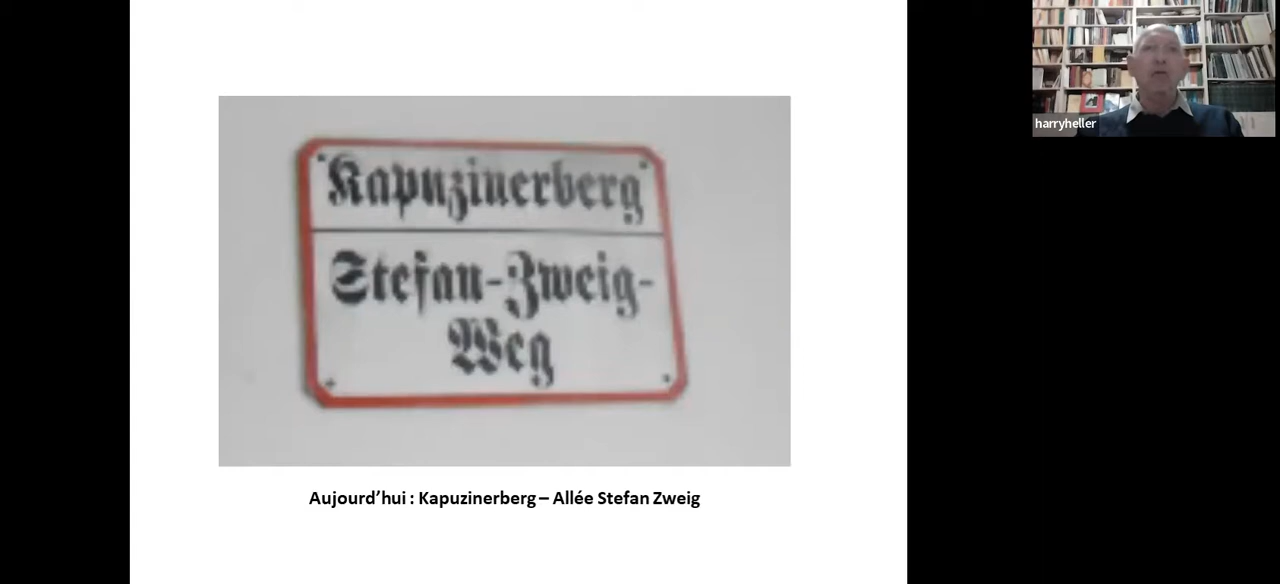 Kapuzinerberg
Stefan-Zweig-
Weg
Aujourd’hui : Kapuzinerberg – Allée Stefan Zweig
harryheller